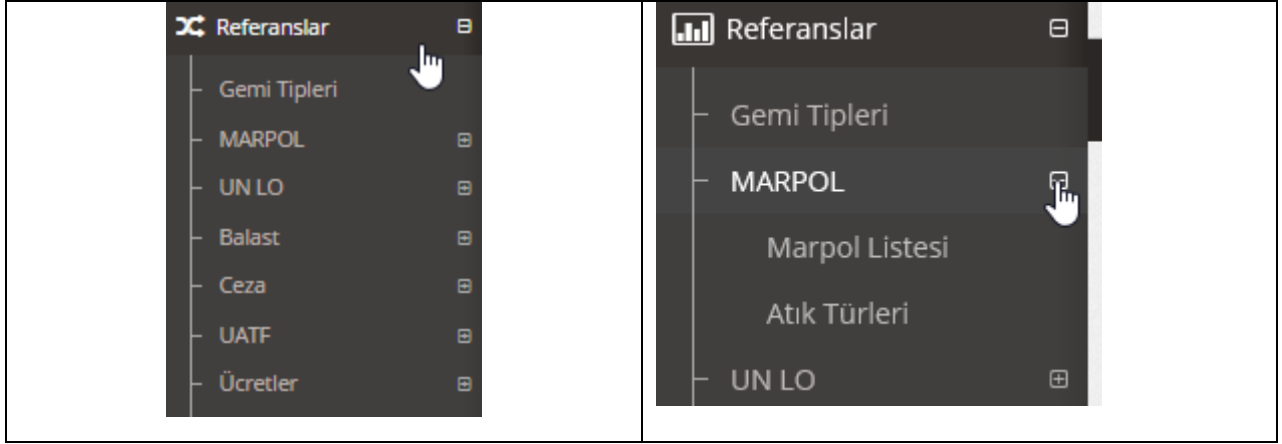 Referanslar
Gemi Tipleri
MARPOL
UN LO
Balast
Ceza
UATF
Ücretler
Referanslar
Gemi Tipleri
MARPOL
Marpol Listesi
Atık Türleri
UN LO